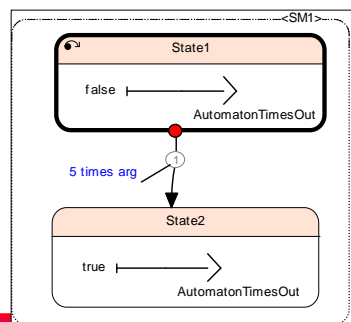 <SM1>
State1
false
AutomatonTimesOut
1
5 times arg
State2
true
AutomatonTimesOut